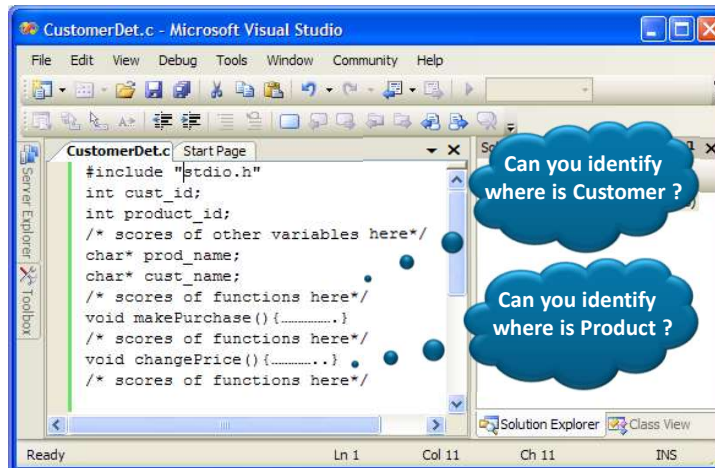 CustomerDet.c - Microsoft Visual Studio
File Edit View Debug Tools Window Community Help
CustomerDet.c Start Page
Server Explorer
Toolbox
#include "stdio.h"
int cust_id;
int product_id;
/* scores of other variables here*/
char* prod_name;
char* cust_name;
/* scores of functions here*/
void makePurchase(){…………….}
/* scores of functions here*/
void changePrice(){…………..}
/* scores of functions here*/
Can you identify
where is Customer ?
Can you identify
where is Product ?
Solution Explorer Class View
Ready Ln 1 Col 11 Ch 11 INS